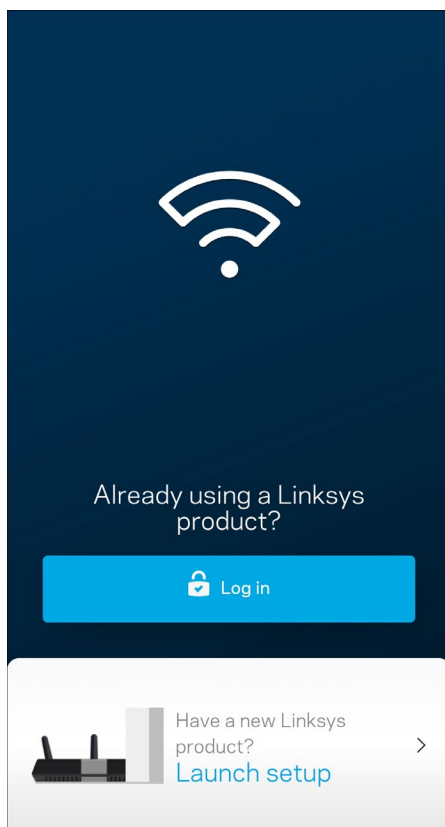 Already using a Linksys
product?
Log in
Have a new Linksys
product?
Launch setup